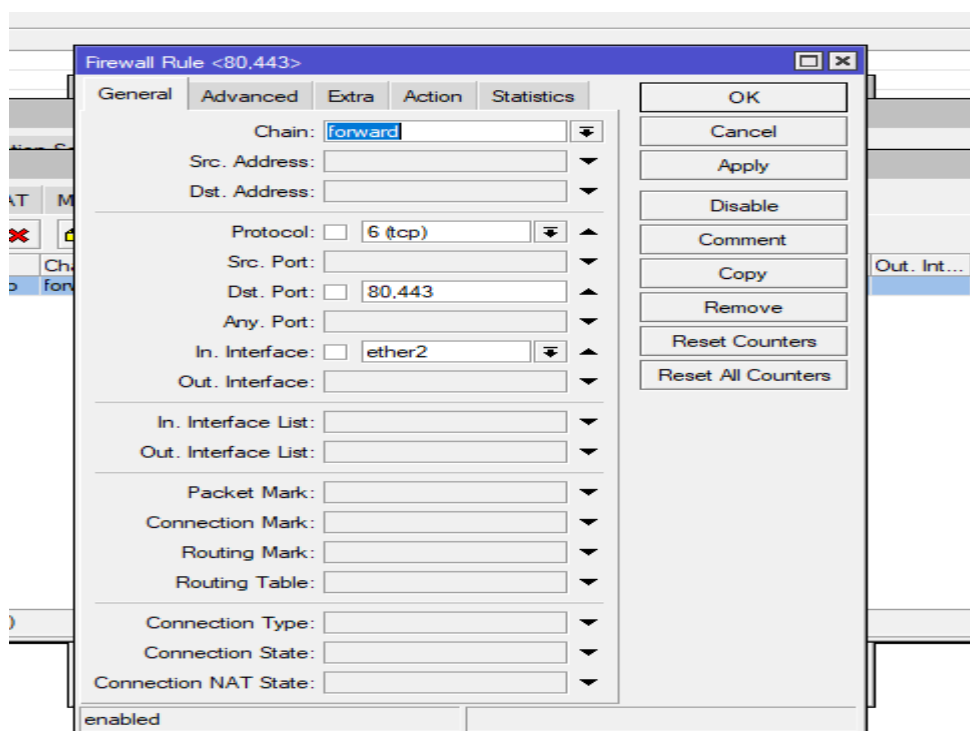 Firewall Rule <80,443>
General Advanced Extra Action Statistics
OK
Chain: forward
Cancel
Src. Address:
Apply
Dst. Address:
AT M
Disable
Protocol: 6 (tcp)
Comment
Src. Port:
Ch Out. Int...
Copy
Dst. Port: 80,443
forw
Remove
Any. Port:
Reset Counters
In. Interface: ether2
Reset All Counters
Out. Interface:
In. Interface List:
Out. Interface List:
Packet Mark:
Connection Mark:
Routing Mark:
Routing Table:
Connection Type:
Connection State:
Connection NAT State:
enabled